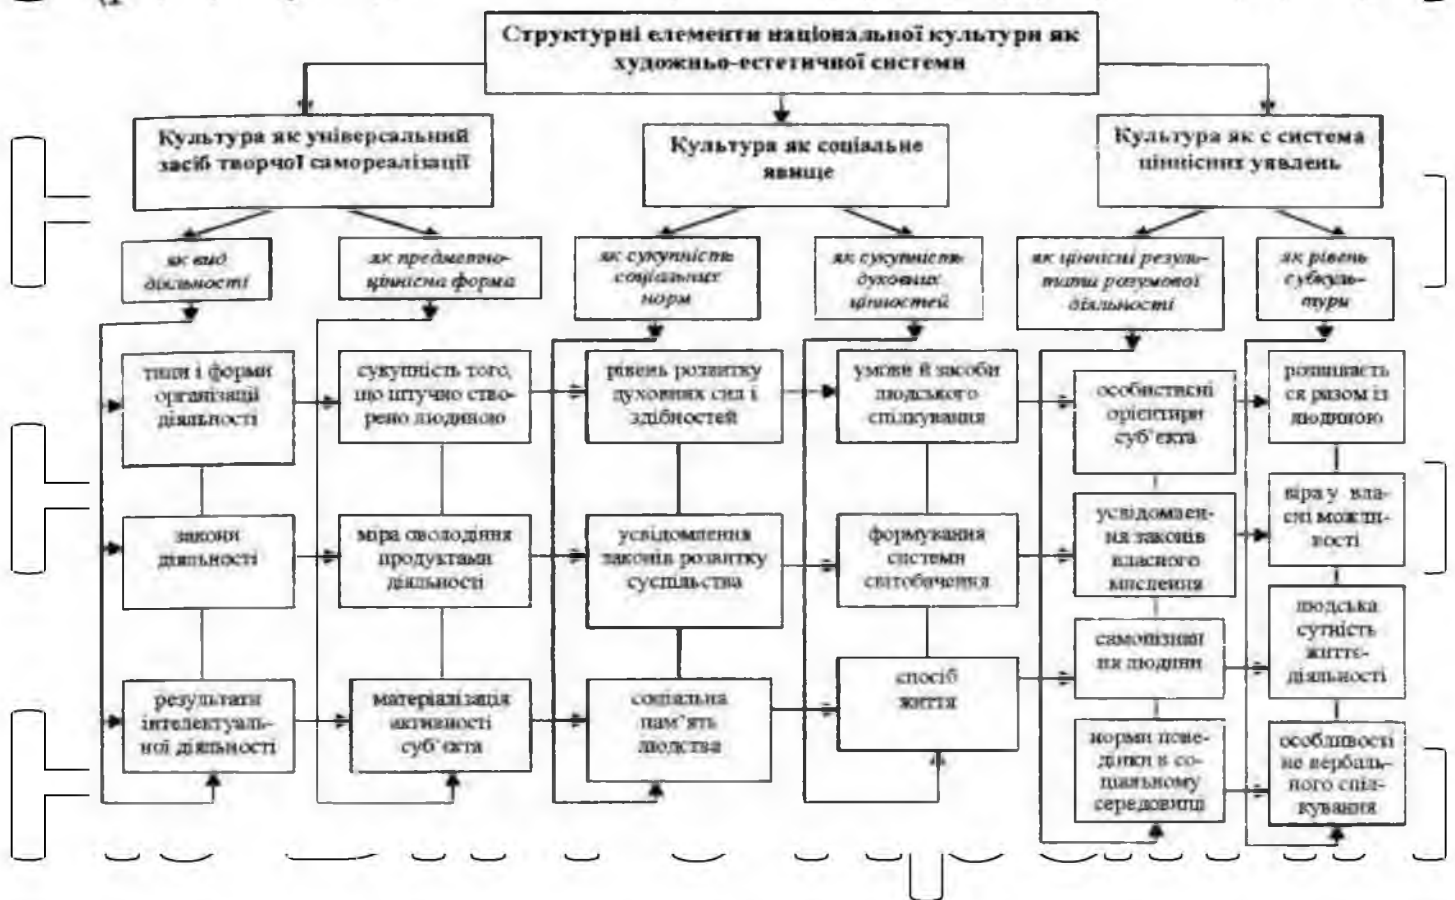 Структурні елементи національної культури як
художньо-естетичної системи
Культура як універсальний
засіб творчої самореалізації
Культура як соціальне
явище
Культура як є система
ціннісних уявлень
як вид
діяльності
як предметно-
ціннісна форма
як сукупність
соціальних
норм
як сукупність
духовних
цінностей
як ціннісні резуль-
тати розумової
діяльності
як рівень
субкуль-
тури
типи і форми
організації
діяльності
сукупність того,
що штучно ство-
рено людиною
рівень розвитку
духовних сил і
здібностей
умови й засоби
людського
спілкування
особистісні
орієнтири
суб’єкта
розвиваєть
ся разом із
людиною
закони
діяльності
міра оволодіння
продуктами
діяльності
усвідомлення
законів розвитку
суспільства
формування
системи
світобачення
усвідомлен-
ня законів
власного
мислення
віра у вла-
сні можли-
вості
самопізнан
ня людини
людська
сутність
життє-
діяльності
результати
інтелектуаль-
ної діяльності
матеріалізація
активності
суб’єкта
соціальна
пам’ять
людства
спосіб
життя
норми пове-
дінки в со-
ціальному
середовищі
особливості
не вербаль-
ного спіл-
кування